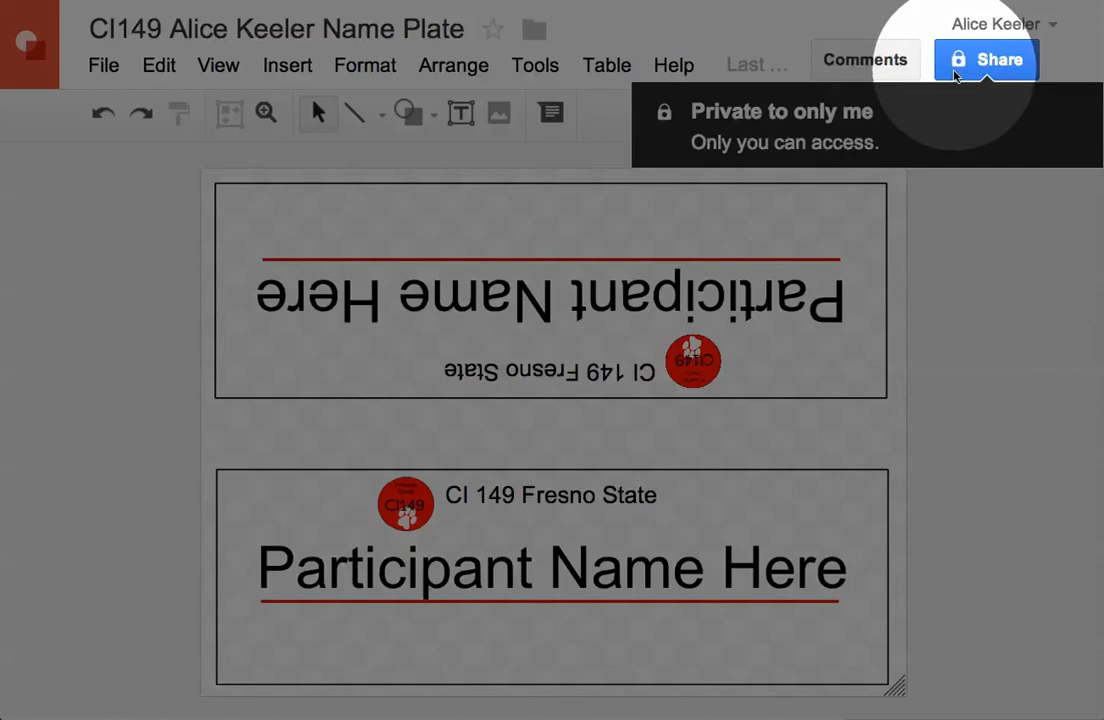 CI149 Alice Keeler Name Plate
Alice Keeler
File Edit View Insert Format Arrange Tools Table Help Last ...
Comments
Share
Private to only me
Only you can access.
Participant Name Here
CI 149 Fresno State
CI149
CI149
CI 149 Fresno State
Participant Name Here